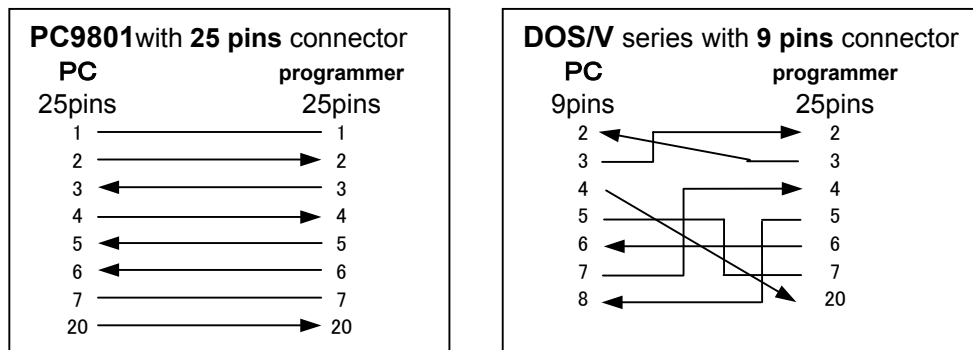 PC9801with 25 pins connector
PC programmer
25pins 25pins
1 1
2 2
3 3
4 4
5 5
6 6
7 7
20 20
DOS/V series with 9 pins connector
PC programmer
9pins 25pins
2 2
3 3
4 4
5 5
6 6
7 7
8 20